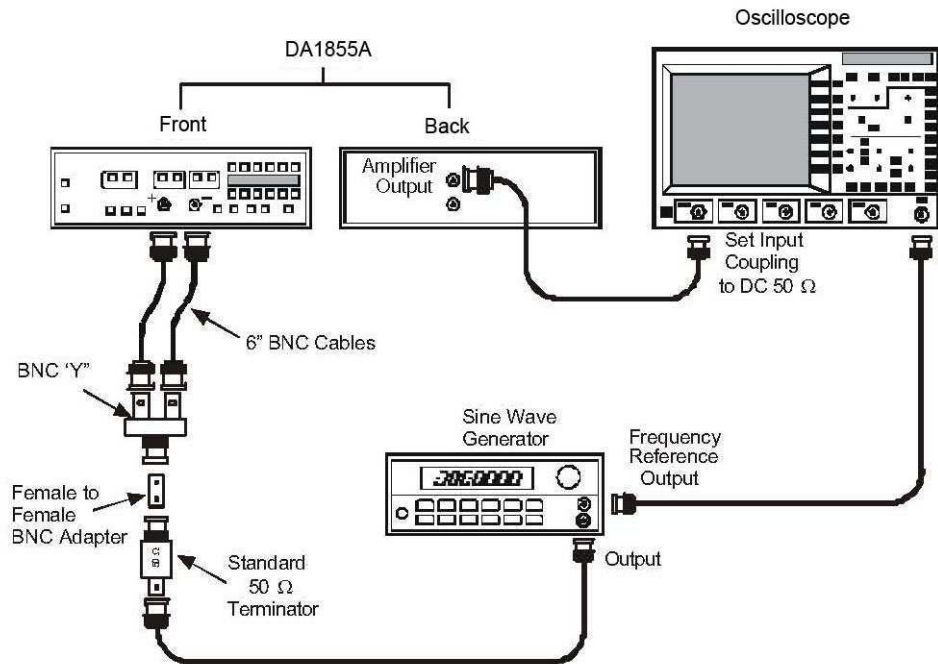 Oscilloscope
DA1855A
Front
Back
Amplifier
Output
+
−
Set Input
Coupling
to DC 50 Ω
6" BNC Cables
BNC ‘Y”
Sine Wave
Generator
Frequency
Reference
Output
Female to
Female
BNC Adapter
Standard
50 Ω
Terminator
Output